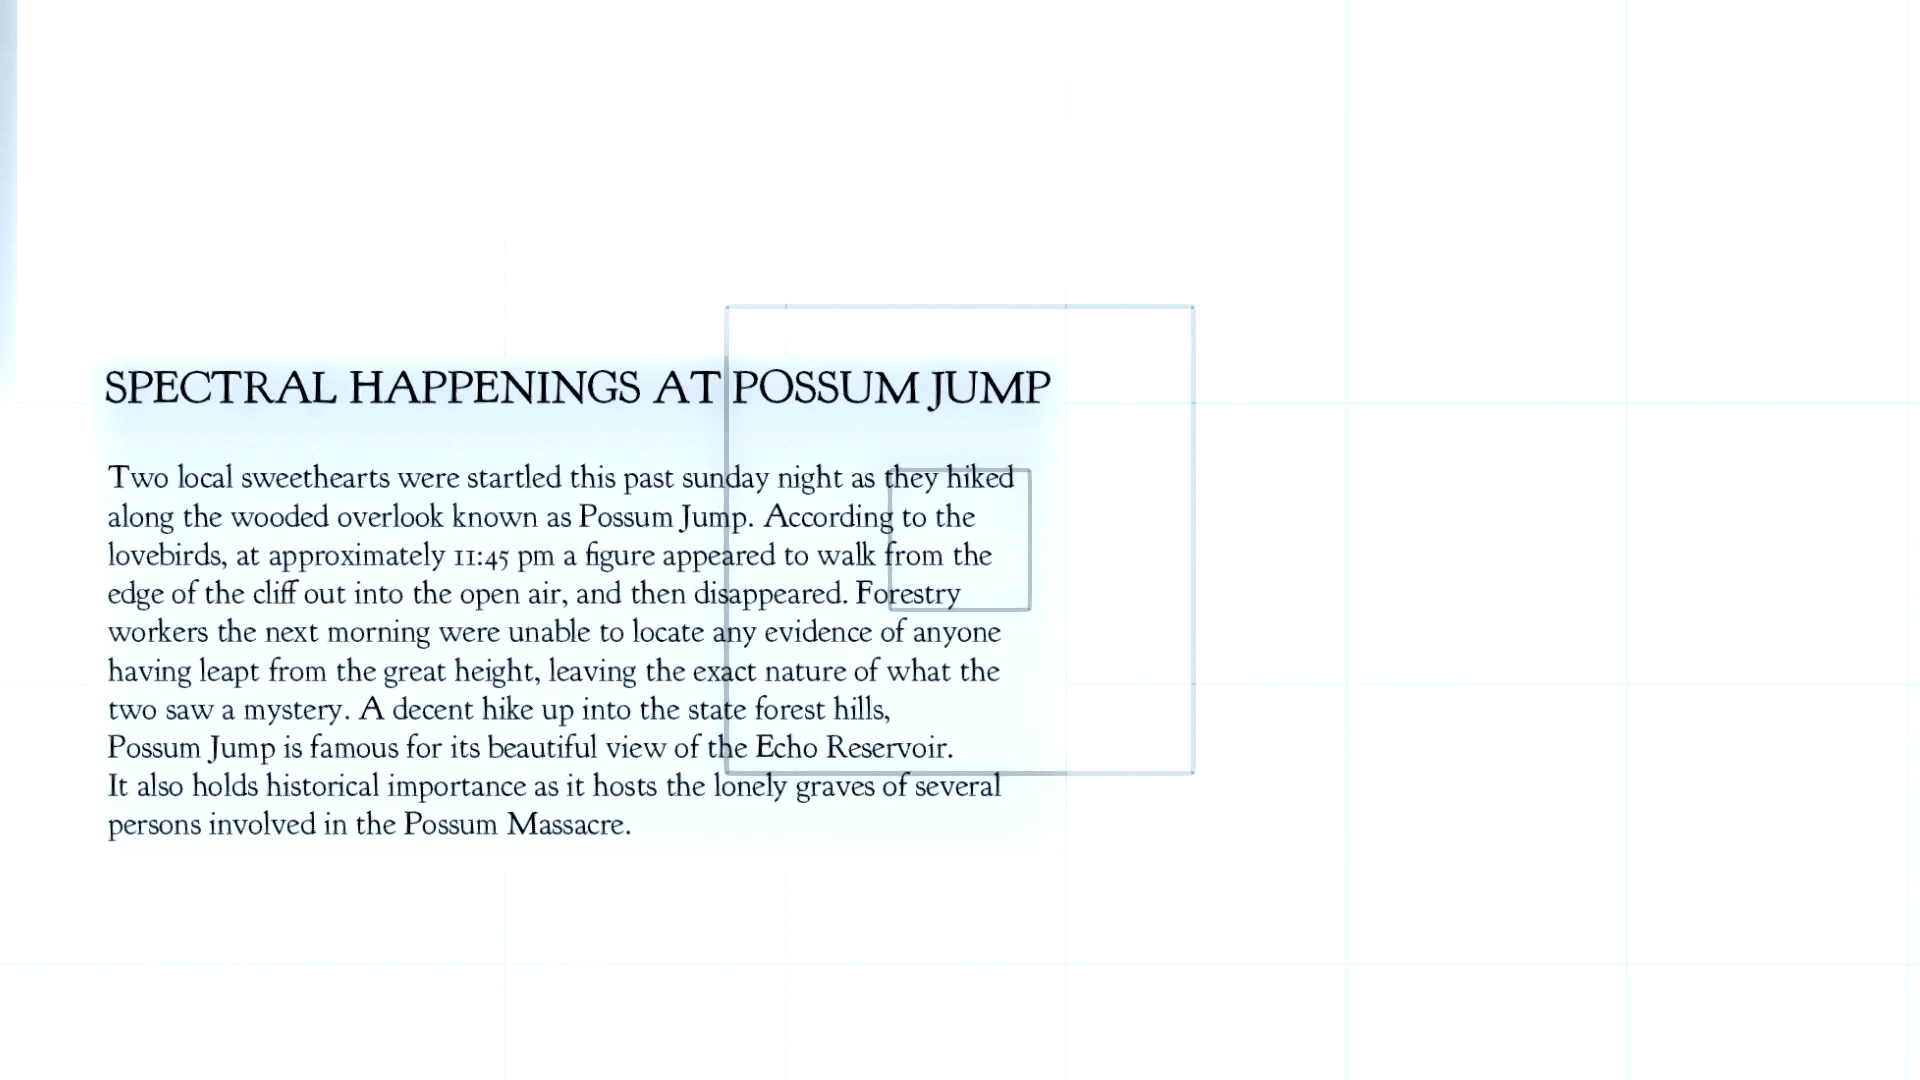 SPECTRAL HAPPENINGS AT POSSUM JUMP
Two local sweethearts were startled this past sunday night as they hiked
along the wooded overlook known as Possum Jump. According to the
lovebirds, at approximately 11:45 pm a figure appeared to walk from the
edge of the cliff out into the open air, and then disappeared. Forestry
workers the next morning were unable to locate any evidence of anyone
having leapt from the great height, leaving the exact nature of what the
two saw a mystery. A decent hike up into the state forest hills,
Possum Jump is famous for its beautiful view of the Echo Reservoir.
It also holds historical importance as it hosts the lonely graves of several
persons involved in the Possum Massacre.